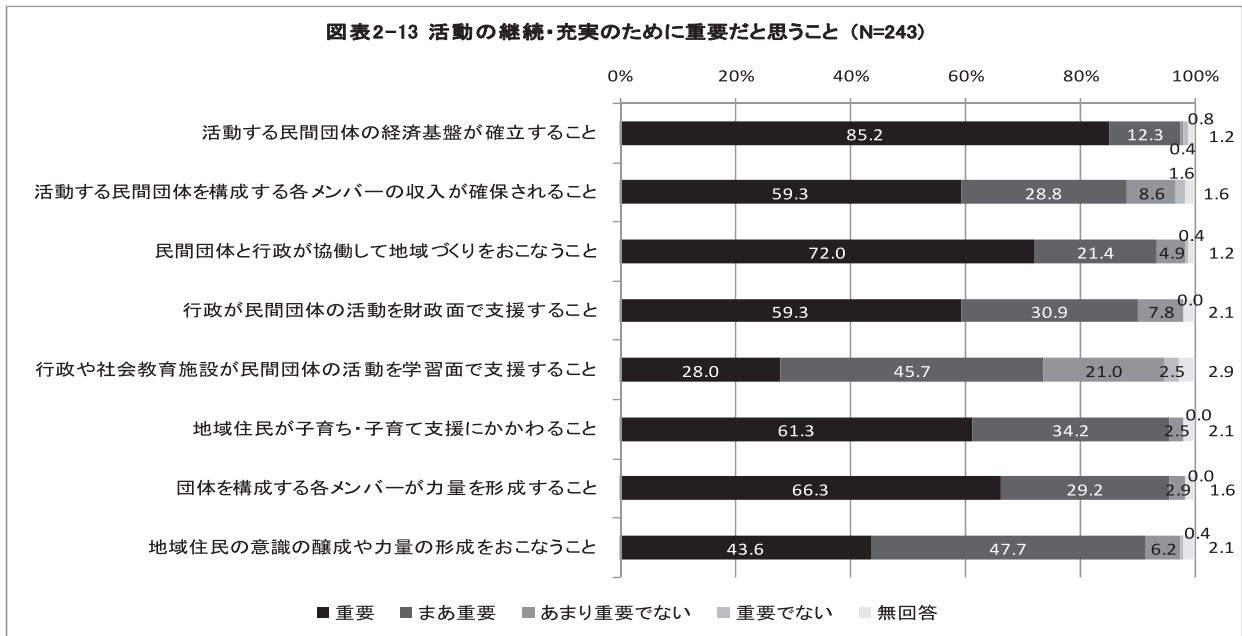 図表2-13 活動の継続・充実のために重要だと思うこと (N=243)
0% 20% 40% 60% 80% 100%
活動する民間団体の経済基盤が確立すること 85.2 12.3 0.4 0.8 1.2
活動する民間団体を構成する各メンバーの収入が確保されること 59.3 28.8 8.6 1.6 1.6
民間団体と行政が協働して地域づくりをおこなうこと 72.0 21.4 4.9 0.4 1.2
行政が民間団体の活動を財政面で支援すること 59.3 30.9 7.8 0.0 2.1
行政や社会教育施設が民間団体の活動を学習面で支援すること 28.0 45.7 21.0 2.5 2.9
地域住民が子育ち・子育て支援にかかわること 61.3 34.2 2.5 0.0 2.1
団体を構成する各メンバーが力量を形成すること 66.3 29.2 2.9 0.0 1.6
地域住民の意識の醸成や力量の形成をおこなうこと 43.6 47.7 6.2 0.4 2.1
重要 まあ重要 あまり重要でない 重要でない 無回答